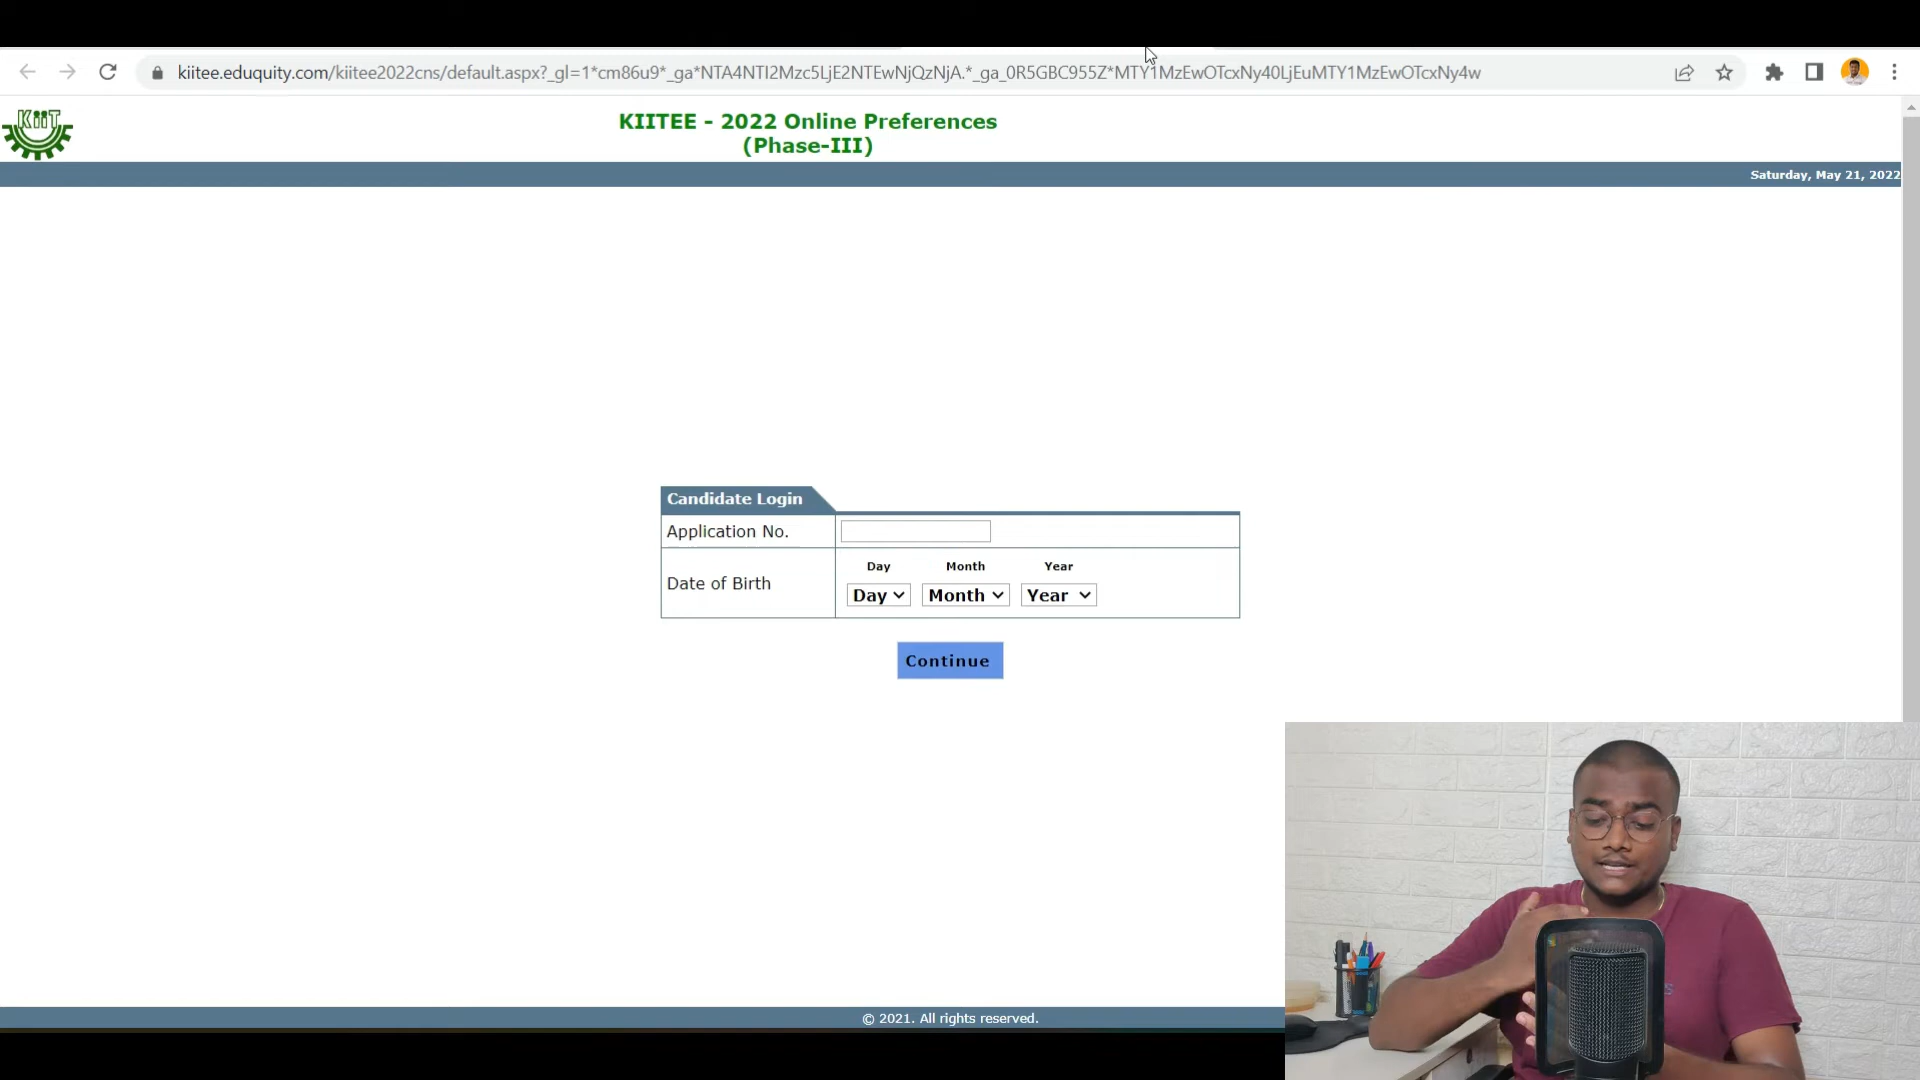 kiitee.eduquity.com/kiitee2022cns/default.aspx?_gl=1*cm86u9*_ga*NTA4NTI2Mzc5LjE2NTEwNjQzNjA.*_ga_0R5GBC955Z*MTY1MzEwOTcxNy40LjEuMTY1MzEwOTcxNy4w
KiiT
KIITEE - 2022 Online Preferences
(Phase-III)
Saturday, May 21, 2022
Candidate Login
Application No.
Day Month Year
Date of Birth
Day Month Year
Continue
© 2021. All rights reserved.